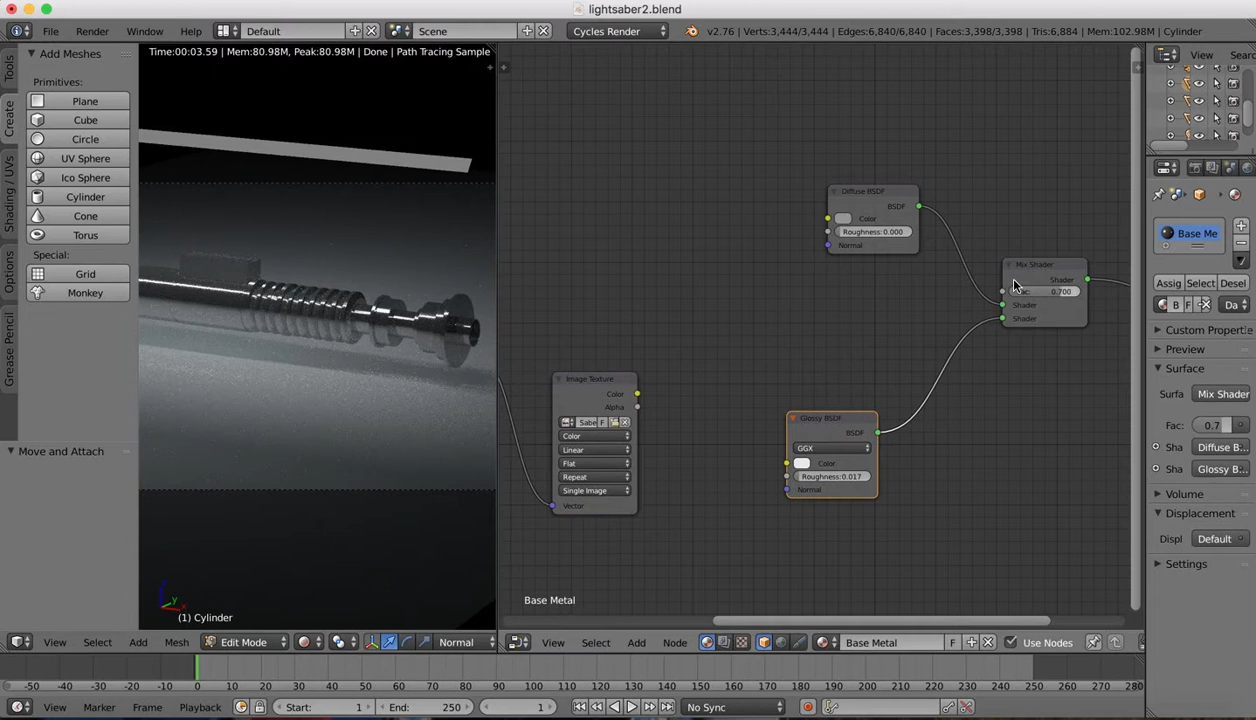 lightsaber2.blend
File
Render
Window
Help
Default
Scene
Cycles Render
v2.76 | Verts:3,444/3,444 | Edges:6,840/6,840 | Faces:3,398/3,398 | Tris:6,884 | Mem:102.98M | Cylinder
Tools
Create
Shading / UVs
Options
Grease Pencil
Add Meshes
Primitives:
Plane
Cube
Circle
UV Sphere
Ico Sphere
Cylinder
Cone
Torus
Special:
Grid
Monkey
Move and Attach
Time:00:03.59 | Mem:80.98M, Peak:80.98M | Done | Path Tracing Sample
(1) Cylinder
Diffuse BSDF
BSDF
Color
Roughness:0.000
Normal
Mix Shader
Shader
Fac: 0.700
Shader
Shader
Image Texture
Color
Alpha
Sabe F
Color
Linear
Flat
Repeat
Single Image
Vector
Glossy BSDF
BSDF
GGX
Color
Roughness:0.017
Normal
Base Metal
View
Searc
Base Me
Assig
Select
Desel
B F
Da
Custom Propertie
Preview
Surface
Surfa
Mix Shader
Fac:
0.7
Sha
Diffuse B...
Sha
Glossy B...
Volume
Displacement
Displ
Default
Settings
View
Select
Add
Mesh
Edit Mode
Normal
View
Select
Add
Node
Base Metal
F
Use Nodes
-50 -40 -30 -20 -10 0 10 20 30 40 50 60 70 80 90 100 110 120 130 140 150 160 170 180 190 200 210 220 230 240 250 260 270 280
View
Marker
Frame
Playback
Start: 1
End: 250
1
No Sync